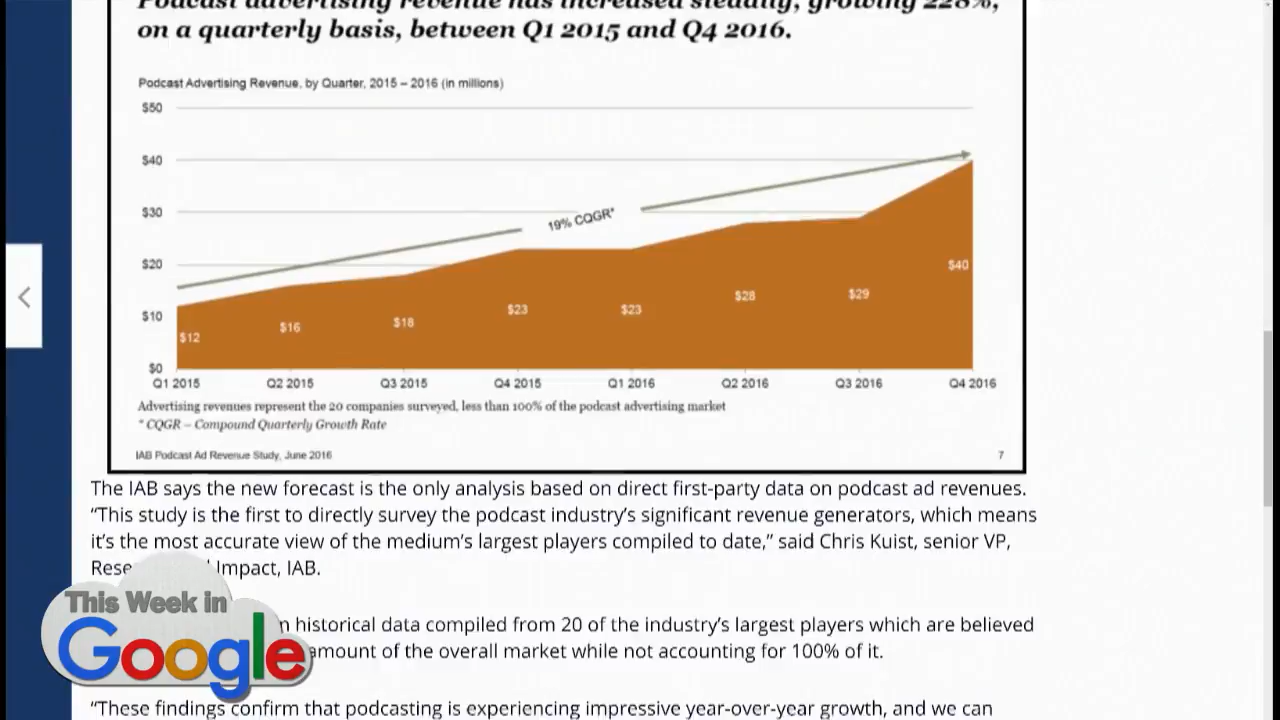 Podcast advertising revenue has increased steadily, growing 228%,
on a quarterly basis, between Q1 2015 and Q4 2016.
Podcast Advertising Revenue, by Quarter, 2015 – 2016 (in millions)
$50
$40
$30
$20
$10
$0
19% CQGR*
$12
$16
$18
$23
$23
$28
$29
$40
Q1 2015
Q2 2015
Q3 2015
Q4 2015
Q1 2016
Q2 2016
Q3 2016
Q4 2016
Advertising revenues represent the 20 companies surveyed, less than 100% of the podcast advertising market
* CQGR – Compound Quarterly Growth Rate
IAB Podcast Ad Revenue Study, June 2016
7
The IAB says the new forecast is the only analysis based on direct first-party data on podcast ad revenues.
“This study is the first to directly survey the podcast industry’s significant revenue generators, which means
it’s the most accurate view of the medium’s largest players compiled to date,” said Chris Kuist, senior VP,
Impact, IAB.
historical data compiled from 20 of the industry’s largest players which are believed
amount of the overall market while not accounting for 100% of it.
“These findings confirm that podcasting is experiencing impressive year-over-year growth, and we can
This Week in
Google